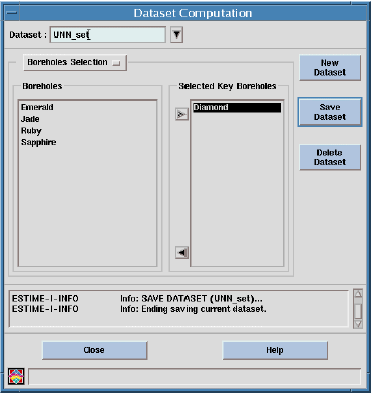 Dataset Computation
Dataset : UNN_set
Boreholes Selection
New Dataset
Boreholes
Selected Key Boreholes
Emerald
Jade
Ruby
Sapphire
Diamond
Save Dataset
Delete Dataset
ESTIME-I-INFO Info: SAVE DATASET (UNN_set)...
ESTIME-I-INFO Info: Ending saving current dataset.
Close
Help